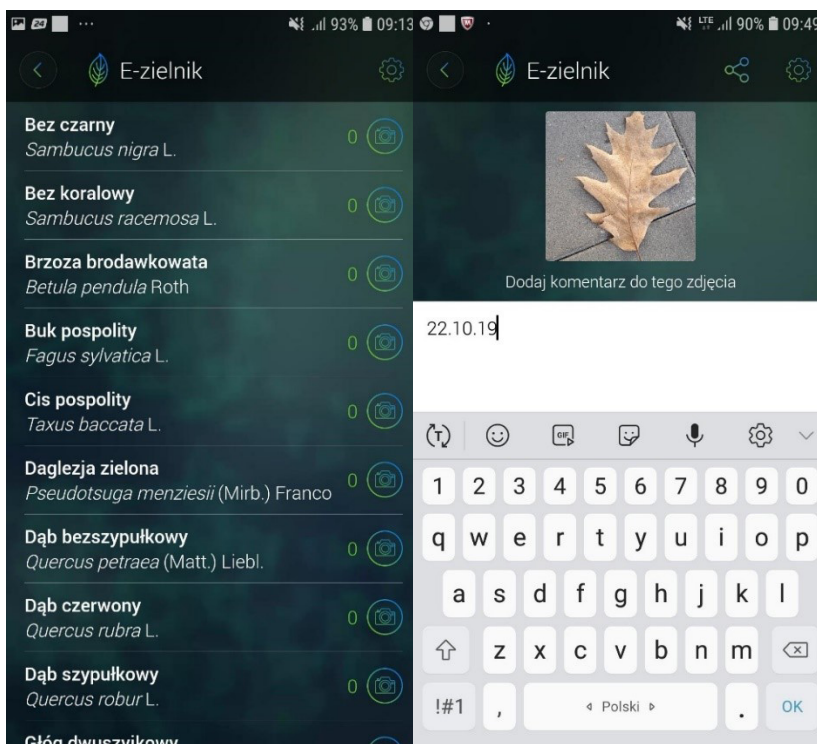 24 ... 93% 09:13
E-zielnik
Bez czarny
Sambucus nigra L.
0
Bez koralowy
Sambucus racemosa L.
0
Brzoza brodawkowata
Betula pendula Roth
0
Buk pospolity
Fagus sylvatica L.
0
Cis pospolity
Taxus baccata L.
0
Daglezja zielona
Pseudotsuga menziesii (Mirb.) Franco
0
Dąb bezszypułkowy
Quercus petraea (Matt.) Liebl.
0
Dąb czerwony
Quercus rubra L.
0
Dąb szypułkowy
Quercus robur L.
0
Głóg dwuszyjkowy
LTE 90% 09:49
E-zielnik
Dodaj komentarz do tego zdjęcia
22.10.19
T GIF
1 2 3 4 5 6 7 8 9 0
q w e r t y u i o p
a s d f g h j k l
z x c v b n m
!#1 , Polski . OK